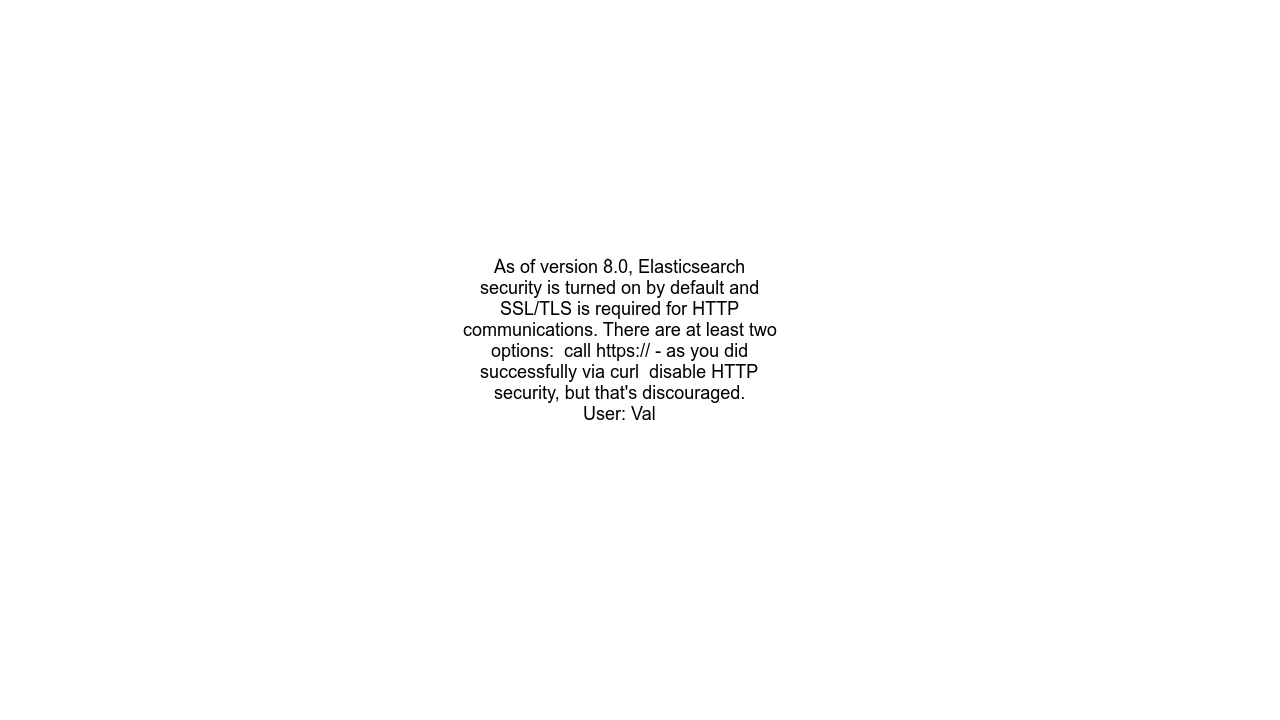 As of version 8.0, Elasticsearch
security is turned on by default and
SSL/TLS is required for HTTP
communications. There are at least two
options:  call https:// - as you did
successfully via curl  disable HTTP
security, but that's discouraged.
User: Val